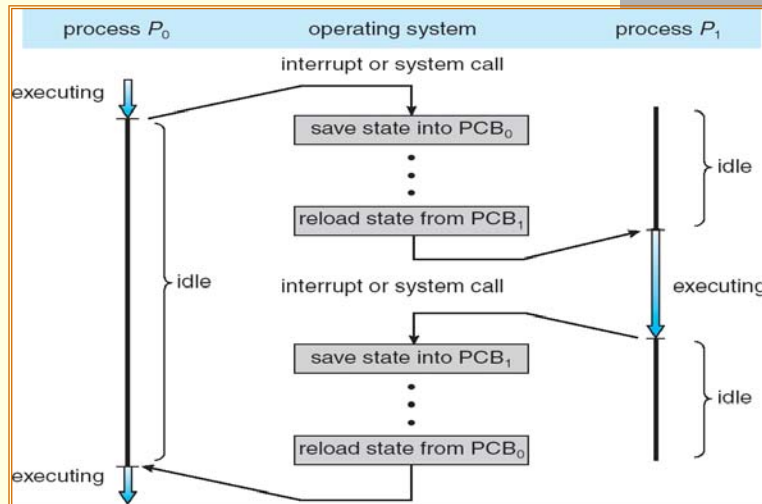 process P₀ operating system process P₁
interrupt or system call
executing
save state into PCB₀
idle
reload state from PCB₁
idle
interrupt or system call
executing
save state into PCB₁
idle
reload state from PCB₀
executing